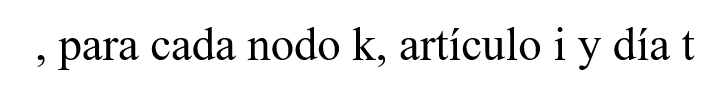 , para cada nodo k, artículo i y día t